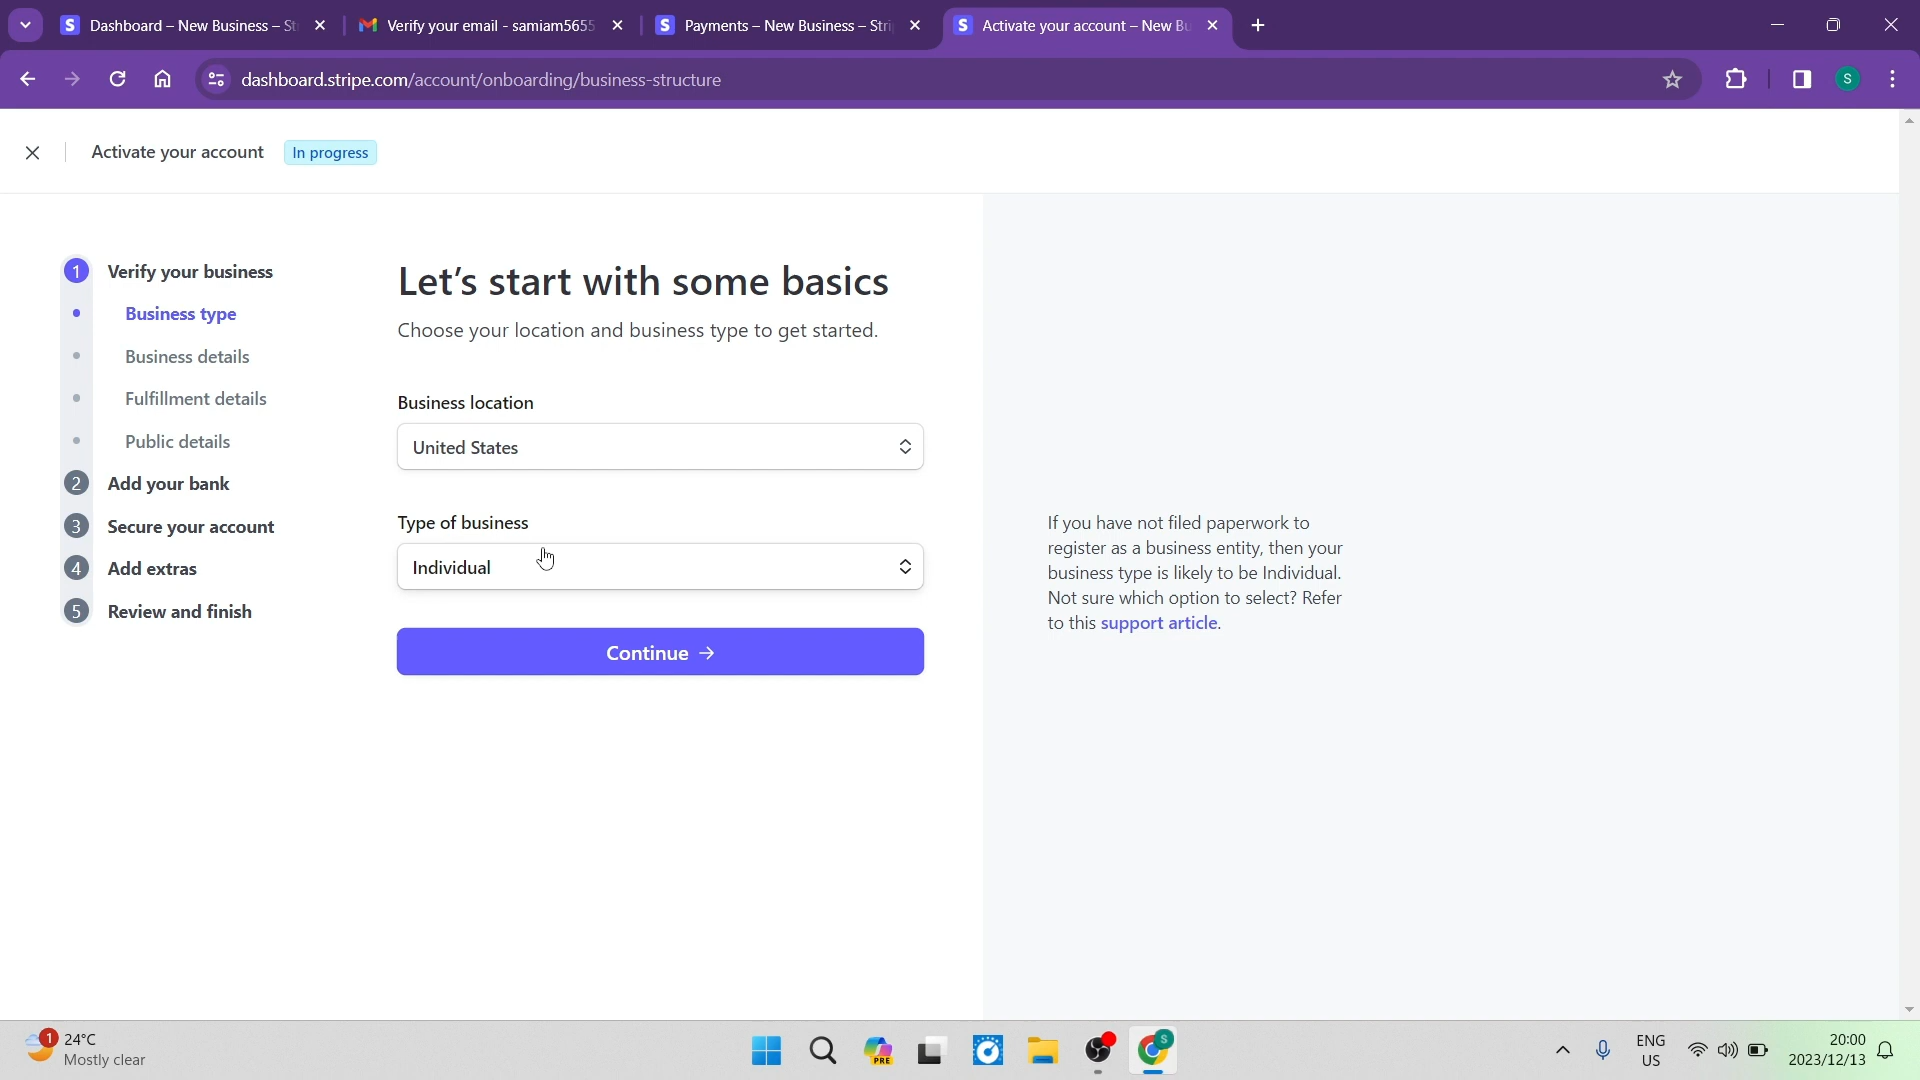 Dashboard – New Business – St
Verify your email - samiam5655
Payments – New Business – Stri
Activate your account – New Bu
dashboard.stripe.com/account/onboarding/business-structure
S
Activate your account
In progress
1 Verify your business
Business type
Business details
Fulfillment details
Public details
2 Add your bank
3 Secure your account
4 Add extras
5 Review and finish
Let's start with some basics
Choose your location and business type to get started.
Business location
United States
Type of business
Individual
Continue →
If you have not filed paperwork to
register as a business entity, then your
business type is likely to be Individual.
Not sure which option to select? Refer
to this support article.
1
24°C
Mostly clear
PRE
S
ENG
US
20:00
2023/12/13